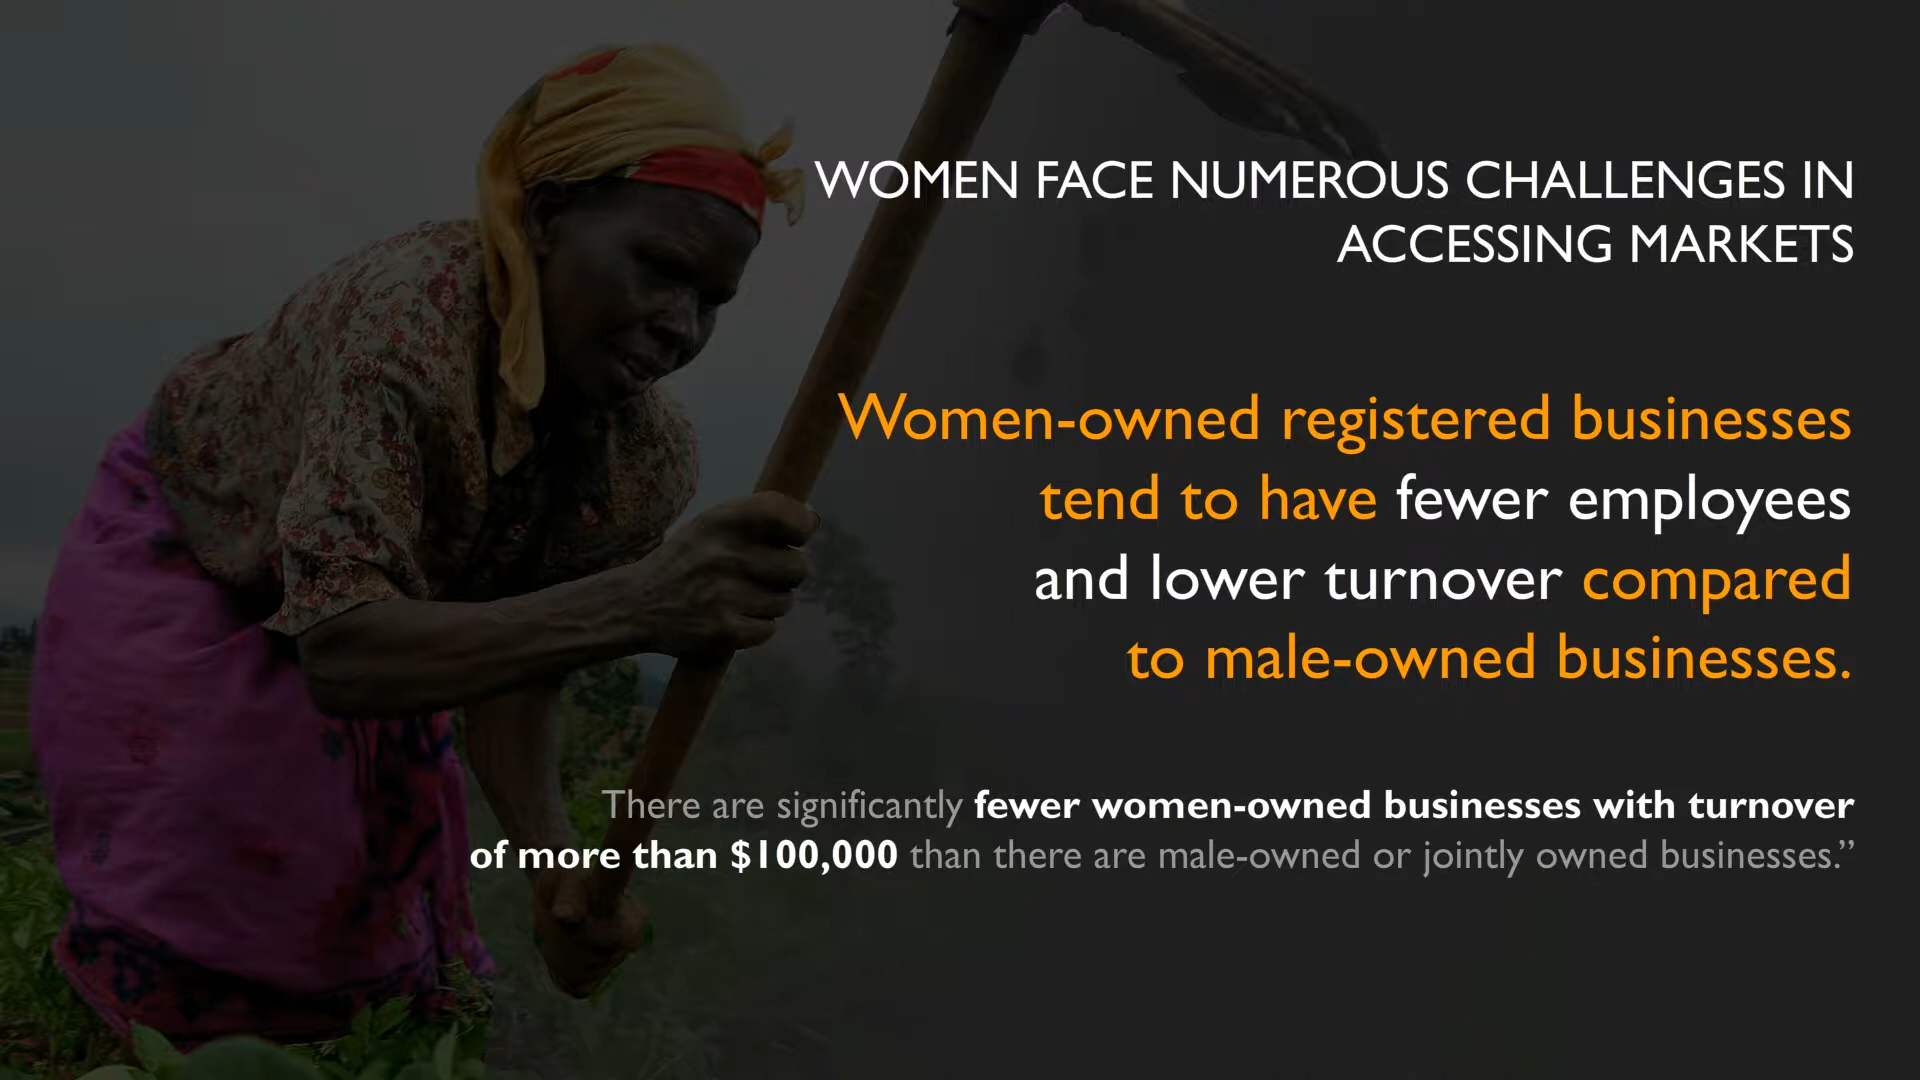 WOMEN FACE NUMEROUS CHALLENGES IN
ACCESSING MARKETS
Women-owned registered businesses
tend to have fewer employees
and lower turnover compared
to male-owned businesses.
There are significantly fewer women-owned businesses with turnover
of more than $100,000 than there are male-owned or jointly owned businesses.”